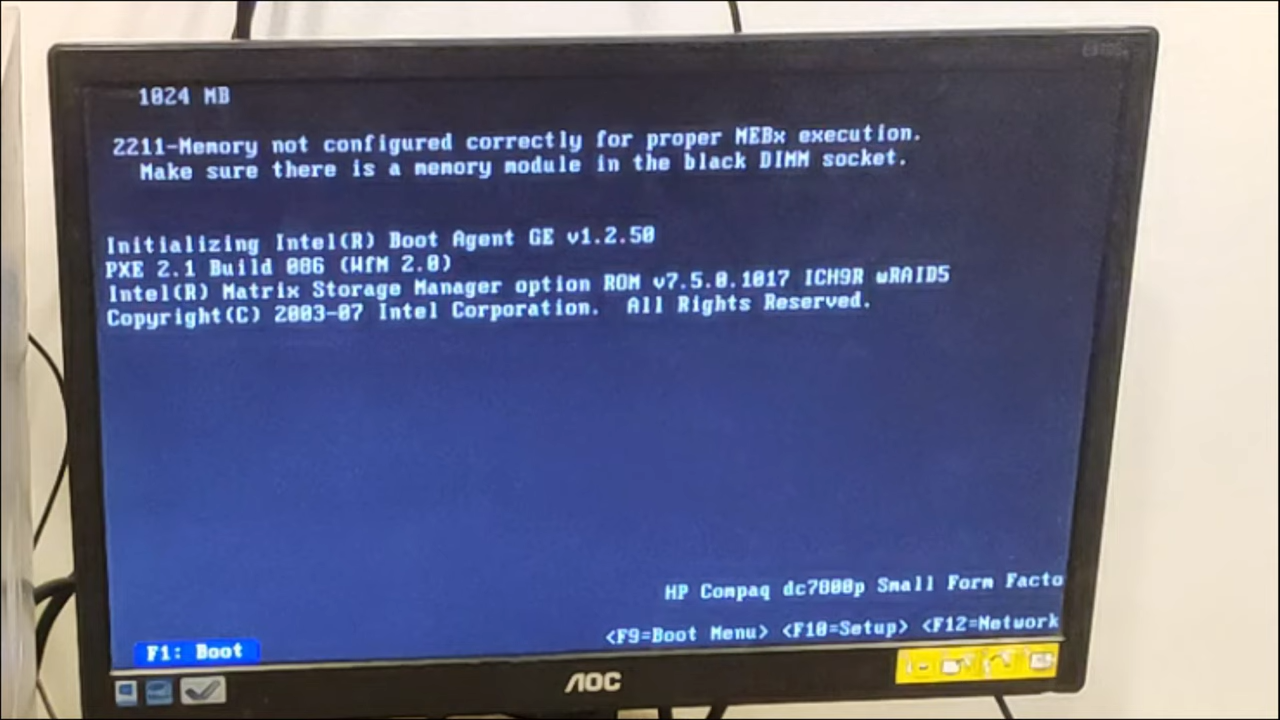 1024 MB
2211-Memory not configured correctly for proper MEBx execution.
Make sure there is a memory module in the black DIMM socket.
Initializing Intel(R) Boot Agent GE v1.2.50
PXE 2.1 Build 086 (WfM 2.0)
Intel(R) Matrix Storage Manager option ROM v7.5.0.1017 ICH9R wRAID5
Copyright(C) 2003-07 Intel Corporation. All Rights Reserved.
HP Compaq dc7800p Small Form Facto
<F9=Boot Menu> <F10=Setup> <F12=Network
F1: Boot
AOC